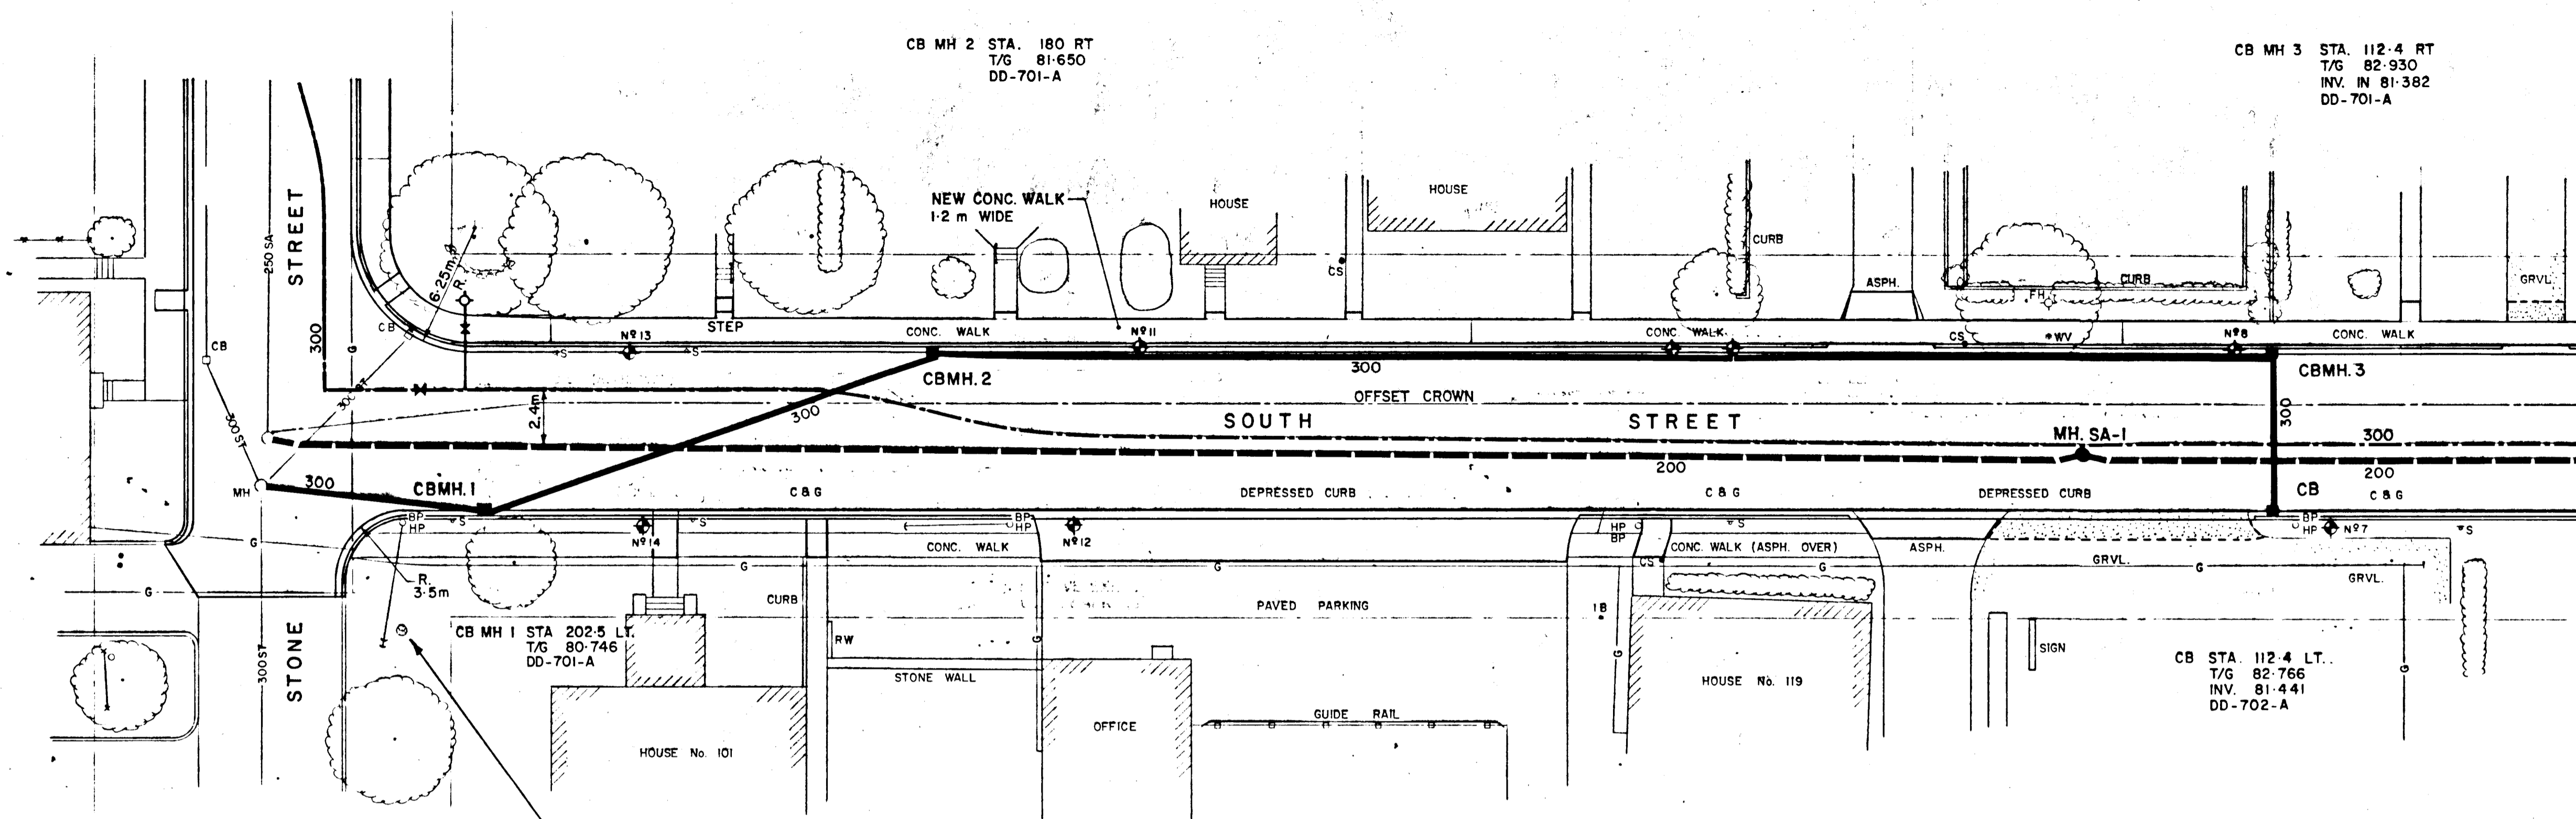 CB MH 2 STA. 180 RT
T/G 81·650
DD-701-A
CB MH 3 STA. 112·4 RT
T/G 82·930
INV. IN 81·382
DD-701-A
STREET
250 SA
300
G
6·25m
R.
CB
CB
300 ST
300 ST
MH
300
NEW CONC. WALK
1·2 m WIDE
HOUSE
HOUSE
CS
CURB
ASPH.
FH
CURB
GRVL.
STEP
CONC. WALK
CONC. WALK
CONC. WALK
Nº 13
S
S
Nº 11
CS
WV
Nº 8
CBMH. 2
300
CBMH. 3
2.4m
300
OFFSET CROWN
300
SOUTH STREET
MH. SA-1
300
200
200
CBMH. 1
C & G
DEPRESSED CURB
C & G
DEPRESSED CURB
CB
C & G
BP
HP
S
S
Nº 14
BP
HP
Nº 12
HP
BP
S
BP
HP
Nº 7
S
CONC. WALK
CS
CONC. WALK (ASPH. OVER)
ASPH.
GRVL.
GRVL.
G
G
G
G
G
G
G
G
G
R.
3·5m
CURB
PAVED PARKING
1B
STONE
300 ST
CB MH 1 STA 202·5 LT.
T/G 80·746
DD-701-A
RW
STONE WALL
HOUSE No. 101
OFFICE
GUIDE RAIL
HOUSE No. 119
SIGN
CB STA. 112·4 LT..
T/G 82·766
INV. 81·441
DD-702-A